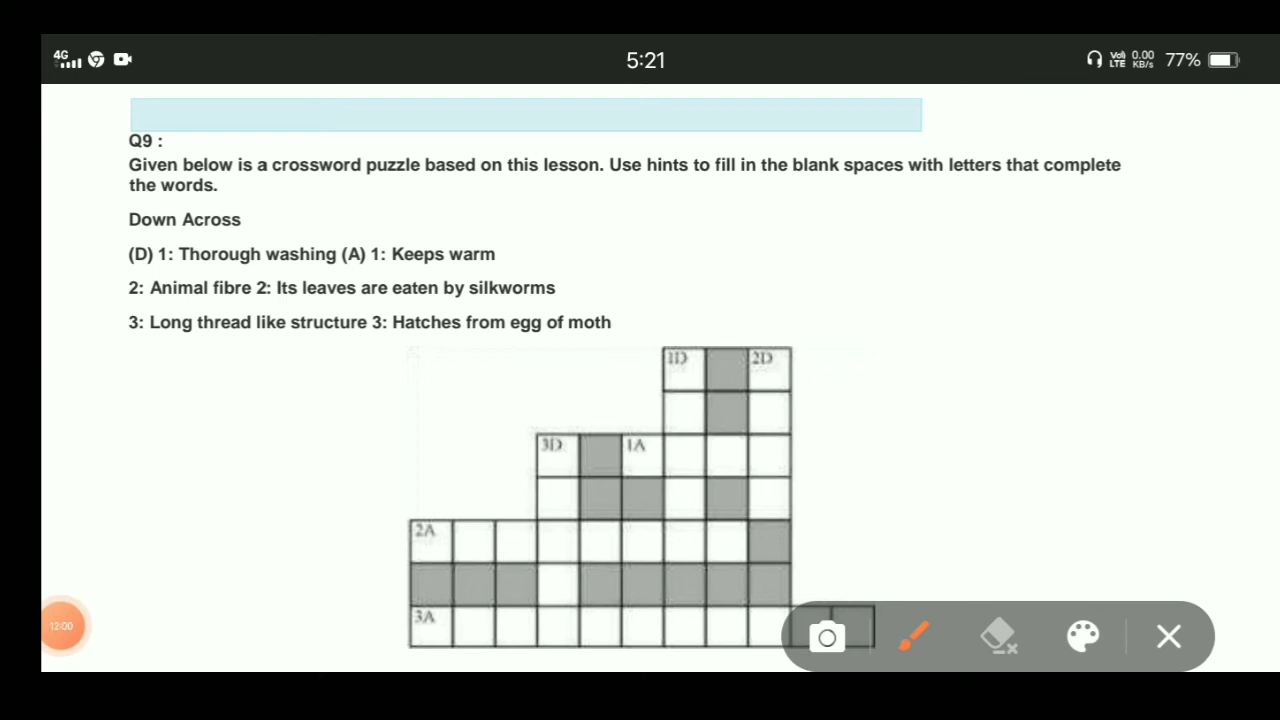 4G 5:21 Vol) LTE 0.00 KB/s 77%
Q9 :
Given below is a crossword puzzle based on this lesson. Use hints to fill in the blank spaces with letters that complete
the words.
Down Across
(D) 1: Thorough washing (A) 1: Keeps warm
2: Animal fibre 2: Its leaves are eaten by silkworms
3: Long thread like structure 3: Hatches from egg of moth
1D 2D
3D 1A
2A
3A
12:00